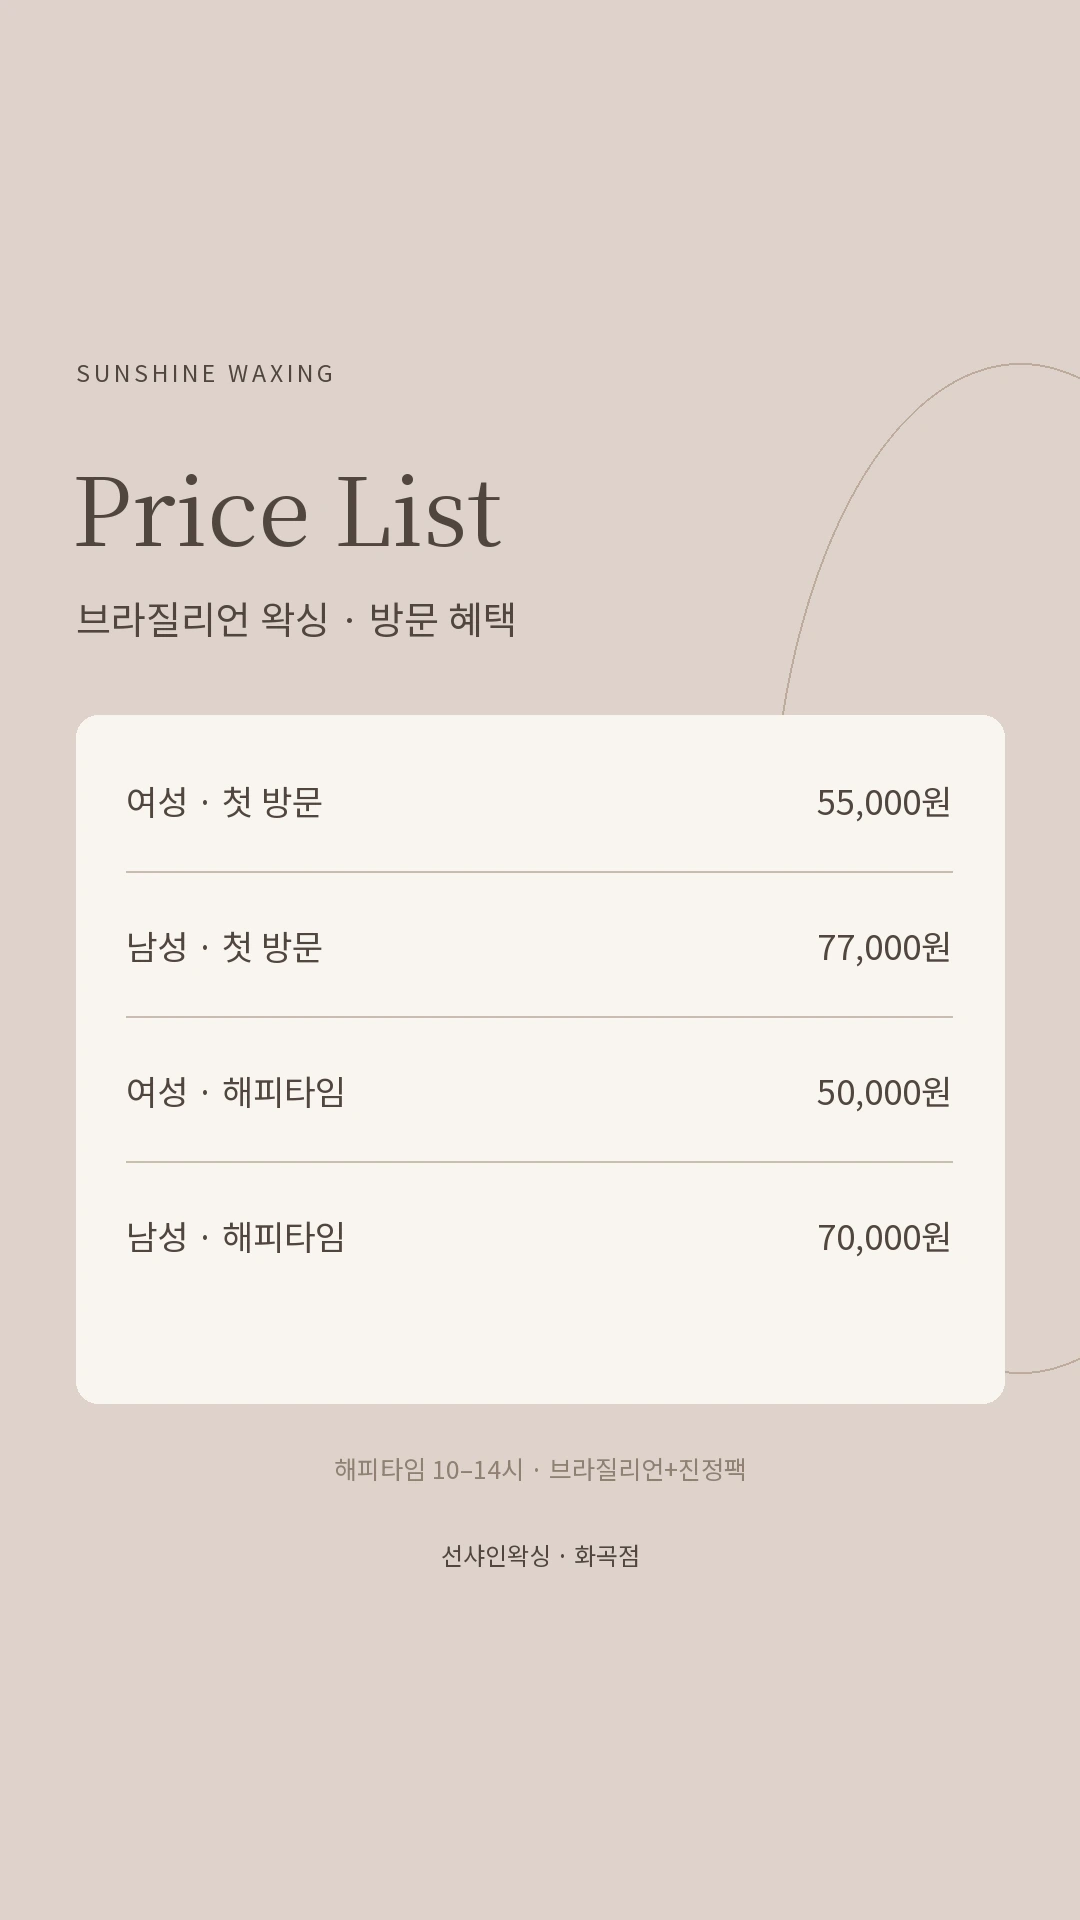 SUNSHINE WAXING
Price List
브라질리언 왁싱 · 방문 혜택
여성 · 첫 방문 55,000원
남성 · 첫 방문 77,000원
여성 · 해피타임 50,000원
남성 · 해피타임 70,000원
해피타임 10–14시 · 브라질리언+진정팩
선샤인왁싱 · 화곡점